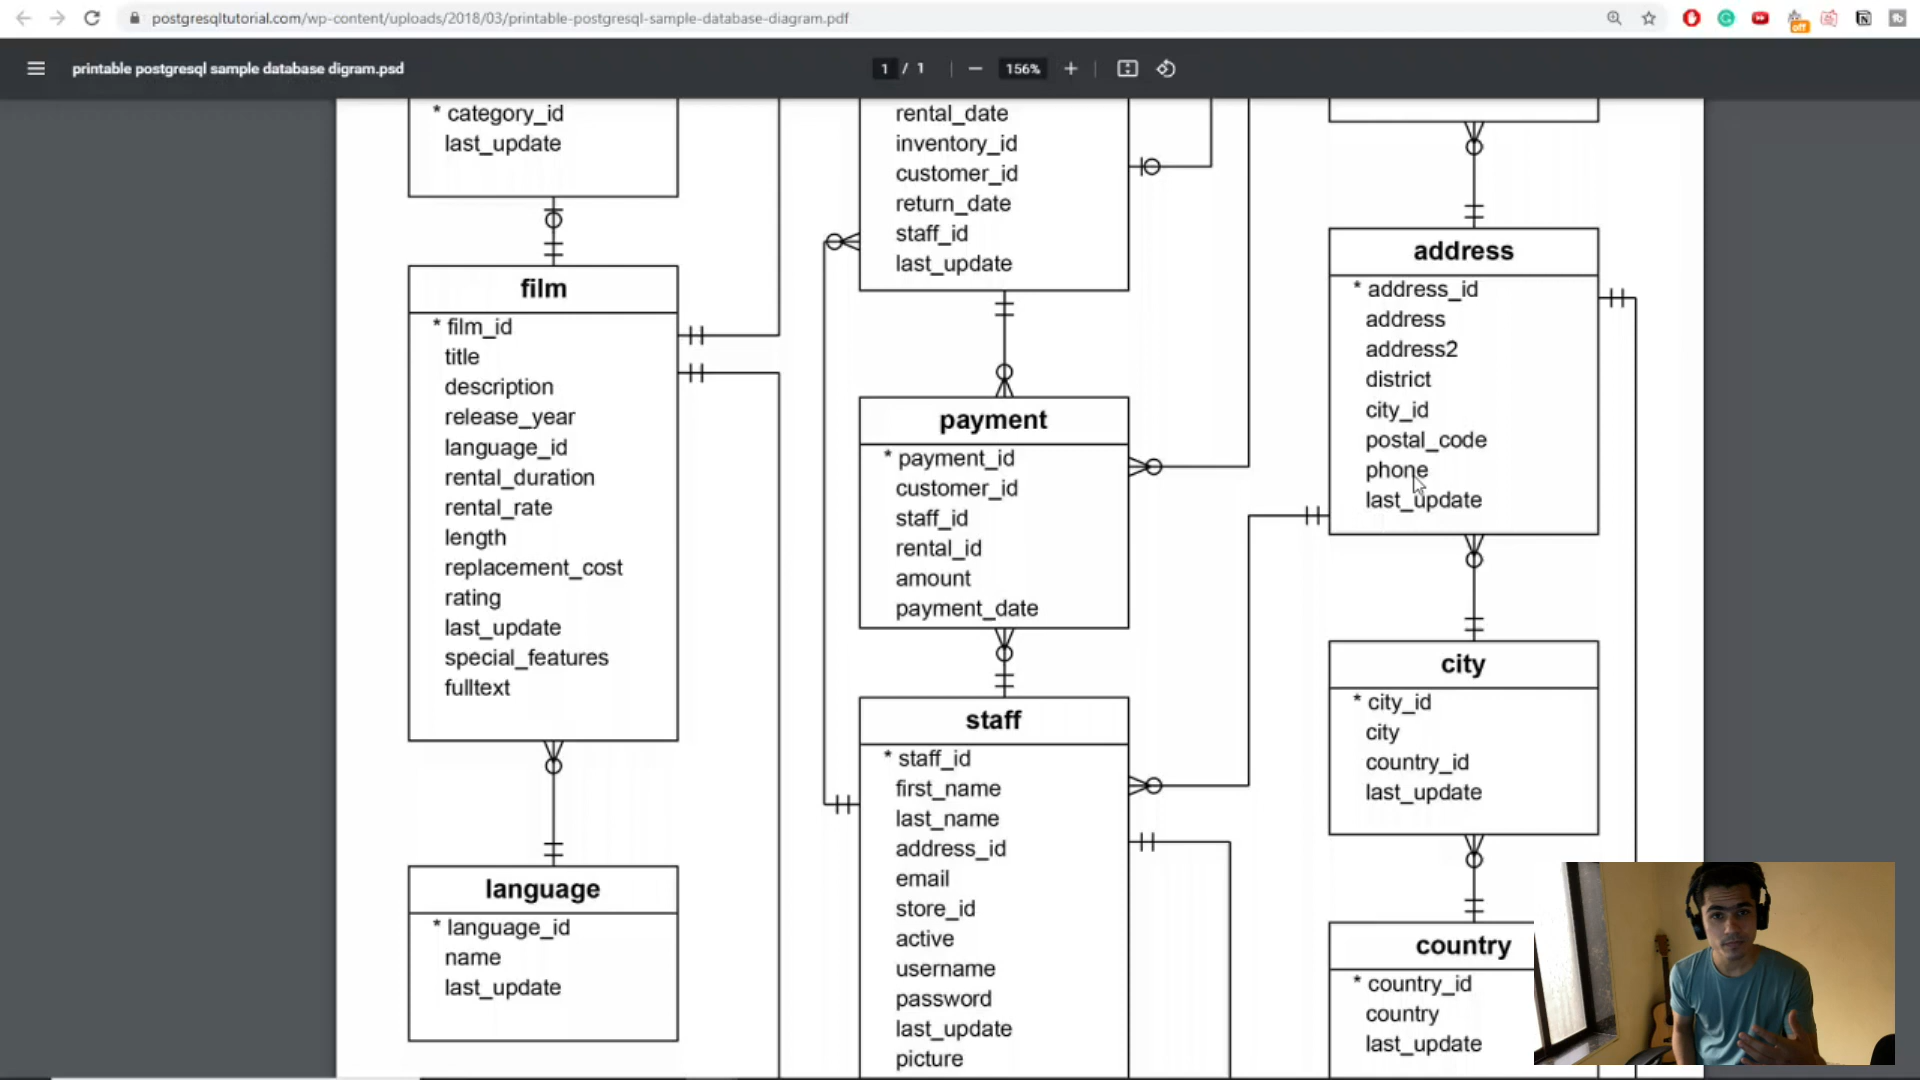 postgresqltutorial.com/wp-content/uploads/2018/03/printable-postgresql-sample-database-diagram.pdf
off
printable postgresql sample database digram.psd
1 / 1
156%
* category_id
last_update
film
* film_id
title
description
release_year
language_id
rental_duration
rental_rate
length
replacement_cost
rating
last_update
special_features
fulltext
language
* language_id
name
last_update
rental_date
inventory_id
customer_id
return_date
staff_id
last_update
payment
* payment_id
customer_id
staff_id
rental_id
amount
payment_date
staff
* staff_id
first_name
last_name
address_id
email
store_id
active
username
password
last_update
picture
address
* address_id
address
address2
district
city_id
postal_code
phone
last_update
city
* city_id
city
country_id
last_update
country
* country_id
country
last_update